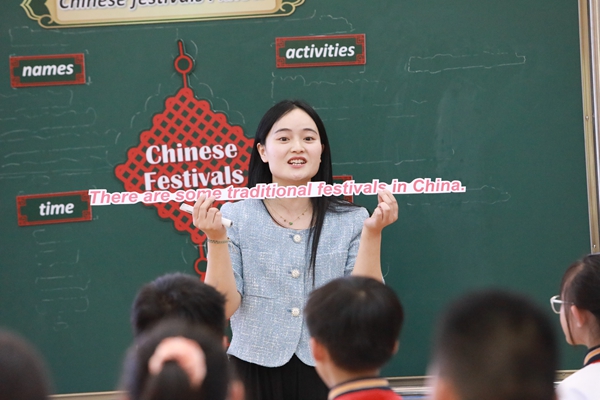 Chinese festivals
names
activities
Chinese
Festivals
There are some traditional festivals in China.
time